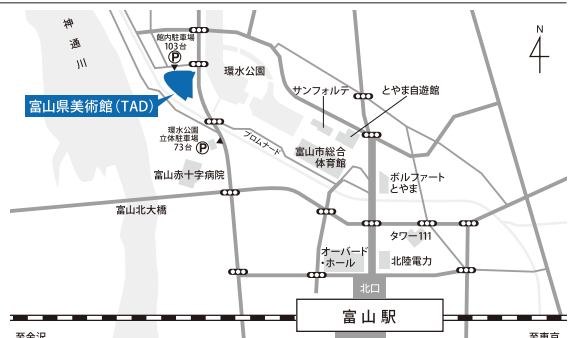 神通川
館内駐車場
103台
P
N
環水公園
サンフォルテ
とやま自遊館
富山県美術館（TAD）
環水公園
立体駐車場
73台
P
プロムナード
富山市総合
体育館
富山赤十字病院
ボルファート
とやま
富山北大橋
タワー111
オーバード
・ホール
北陸電力
北口
富山駅
至金沢
至東京